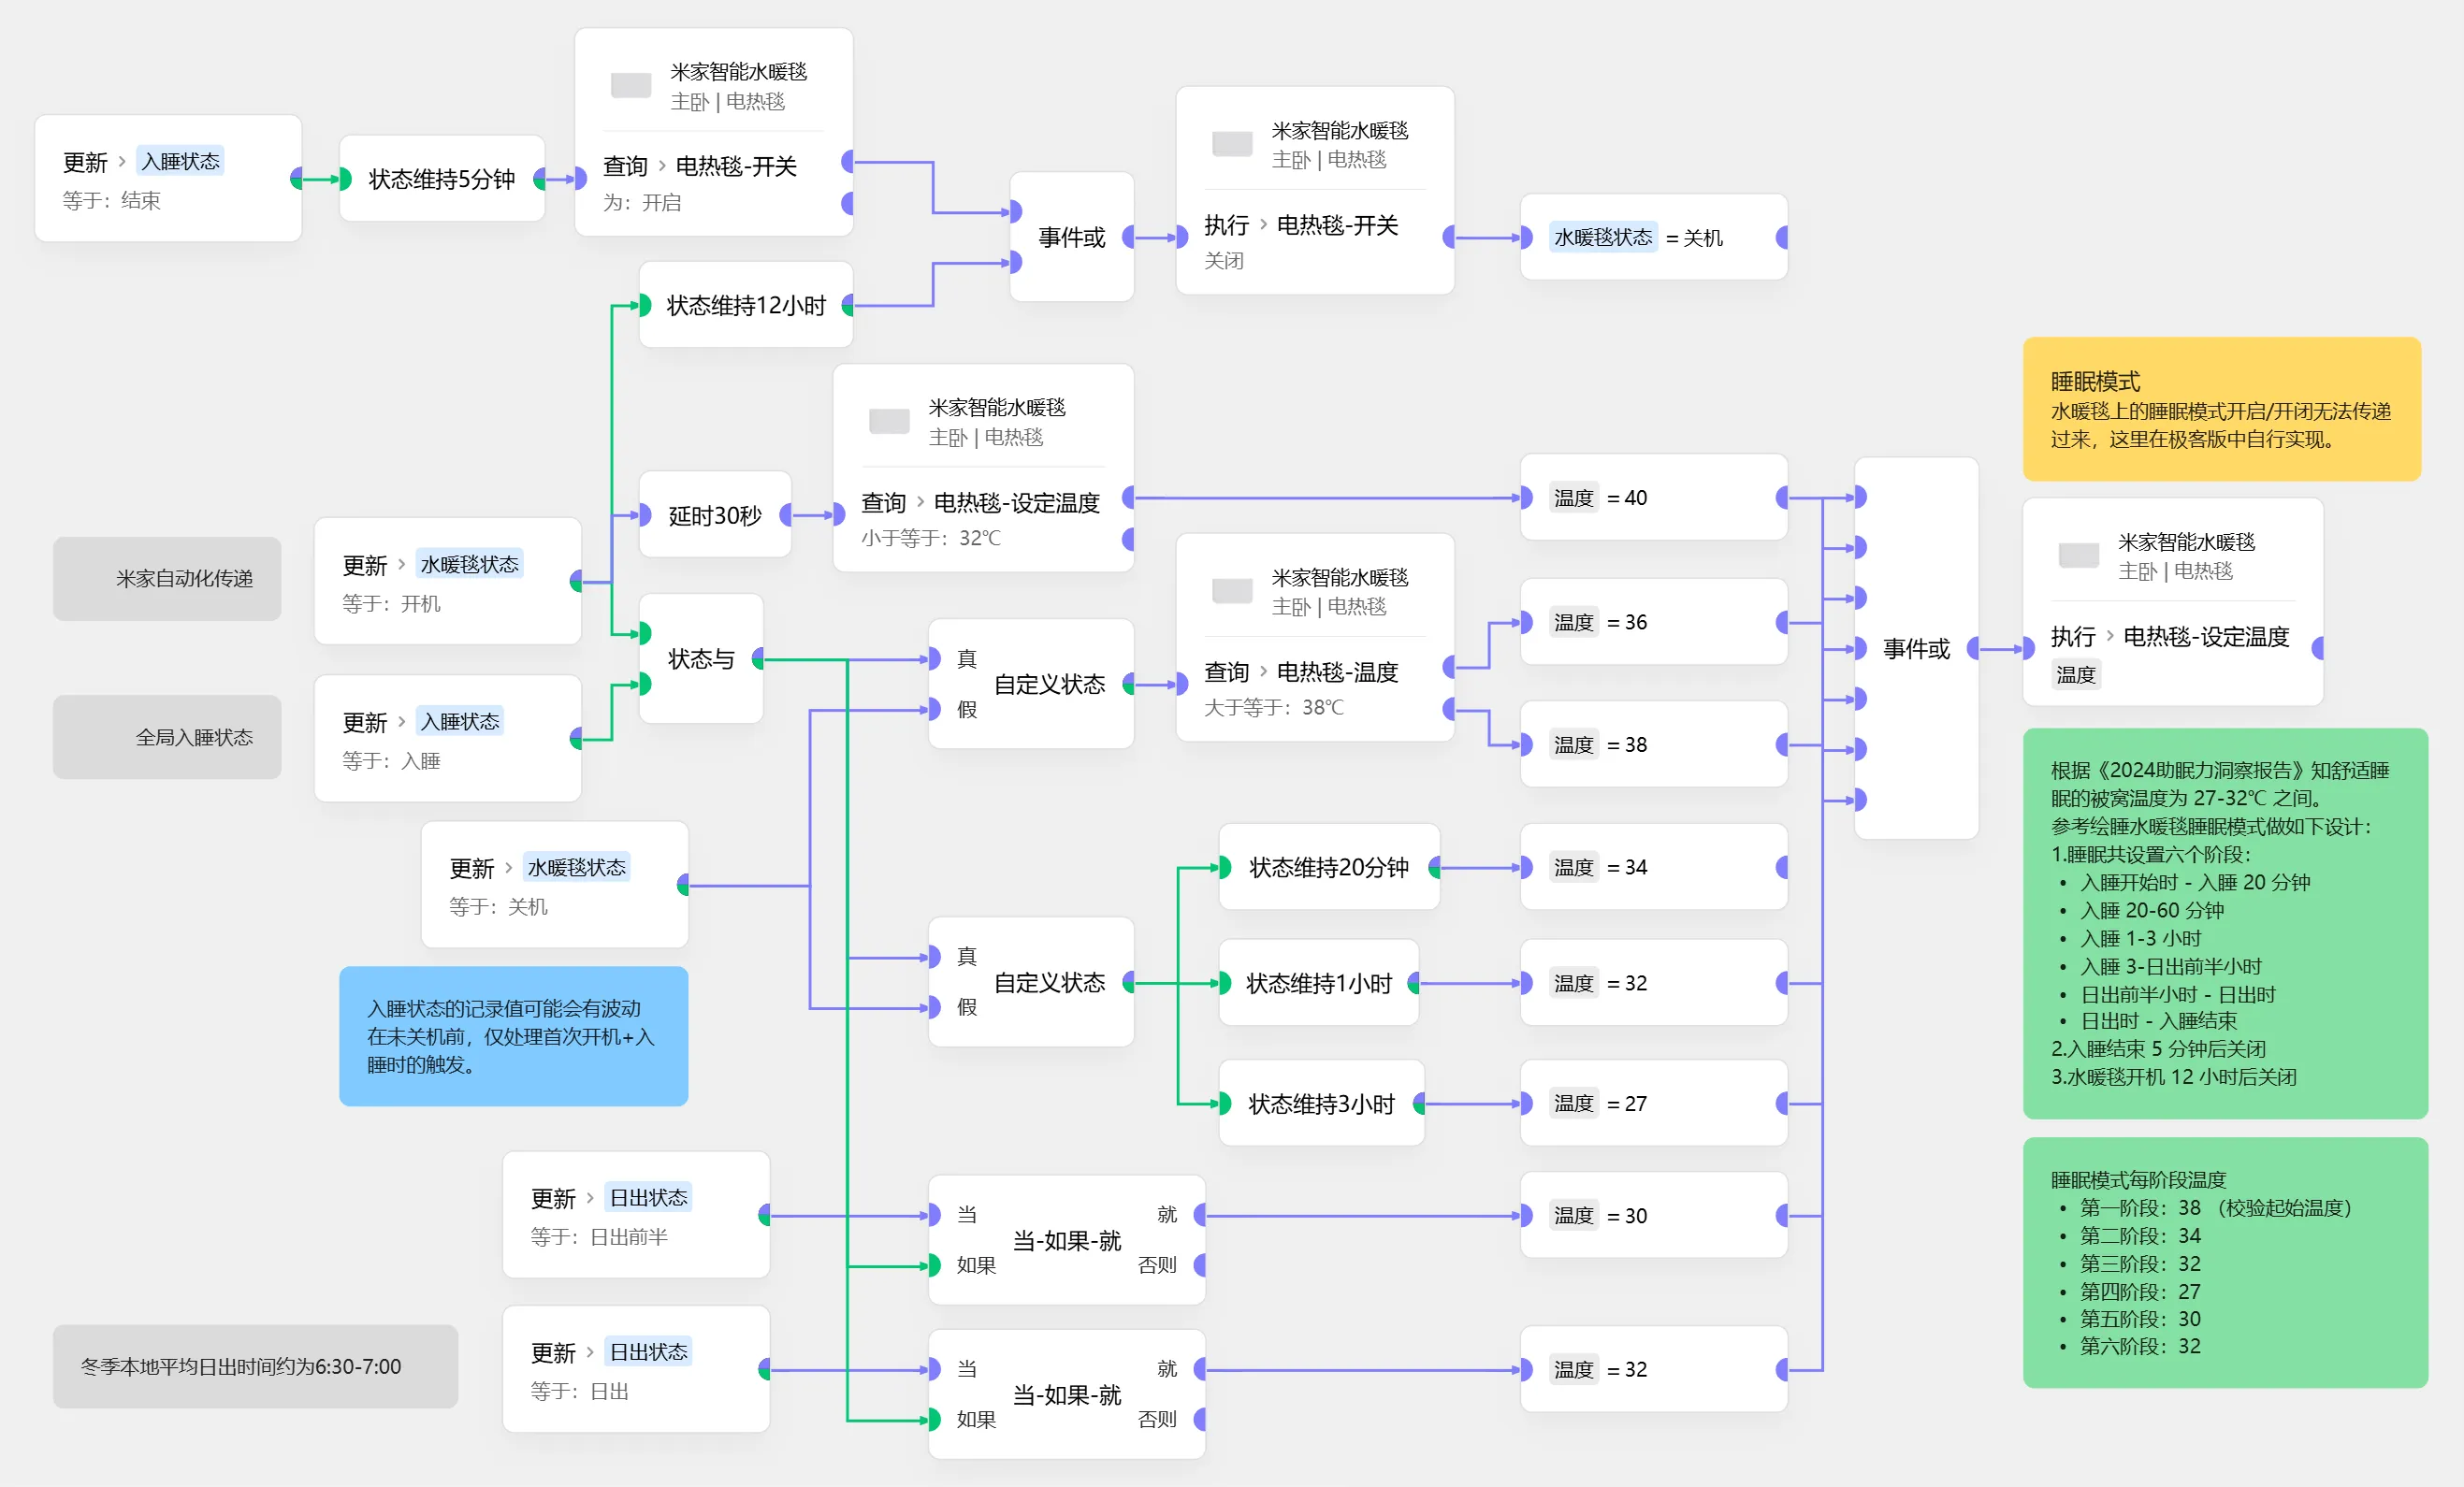 米家智能水暖毯
主卧 | 电热毯
查询 › 电热毯-开关
为：开启
更新 › 入睡状态
等于：结束
状态维持5分钟
状态维持12小时
事件或
米家智能水暖毯
主卧 | 电热毯
执行 › 电热毯-开关
关闭
水暖毯状态 = 关机
米家自动化传递
更新 › 水暖毯状态
等于：开机
全局入睡状态
更新 › 入睡状态
等于：入睡
延时30秒
状态与
米家智能水暖毯
主卧 | 电热毯
查询 › 电热毯-设定温度
小于等于：32℃
真
假
自定义状态
米家智能水暖毯
主卧 | 电热毯
查询 › 电热毯-温度
大于等于：38℃
温度 = 40
温度 = 36
温度 = 38
更新 › 水暖毯状态
等于：关机
入睡状态的记录值可能会有波动
在未关机前，仅处理首次开机+入
睡时的触发。
真
假
自定义状态
状态维持20分钟
温度 = 34
状态维持1小时
温度 = 32
状态维持3小时
温度 = 27
更新 › 日出状态
等于：日出前半
当
如果
当-如果-就
就
否则
温度 = 30
冬季本地平均日出时间约为6:30-7:00
更新 › 日出状态
等于：日出
当
如果
当-如果-就
就
否则
温度 = 32
事件或
睡眠模式
水暖毯上的睡眠模式开启/开闭无法传递
过来，这里在极客版中自行实现。
米家智能水暖毯
主卧 | 电热毯
执行 › 电热毯-设定温度
温度
根据《2024助眠力洞察报告》知舒适睡
眠的被窝温度为 27-32℃ 之间。
参考绘睡水暖毯睡眠模式做如下设计：
1.睡眠共设置六个阶段：
• 入睡开始时 - 入睡 20 分钟
• 入睡 20-60 分钟
• 入睡 1-3 小时
• 入睡 3-日出前半小时
• 日出前半小时 - 日出时
• 日出时 - 入睡结束
2.入睡结束 5 分钟后关闭
3.水暖毯开机 12 小时后关闭
睡眠模式每阶段温度
• 第一阶段：38 （校验起始温度）
• 第二阶段：34
• 第三阶段：32
• 第四阶段：27
• 第五阶段：30
• 第六阶段：32